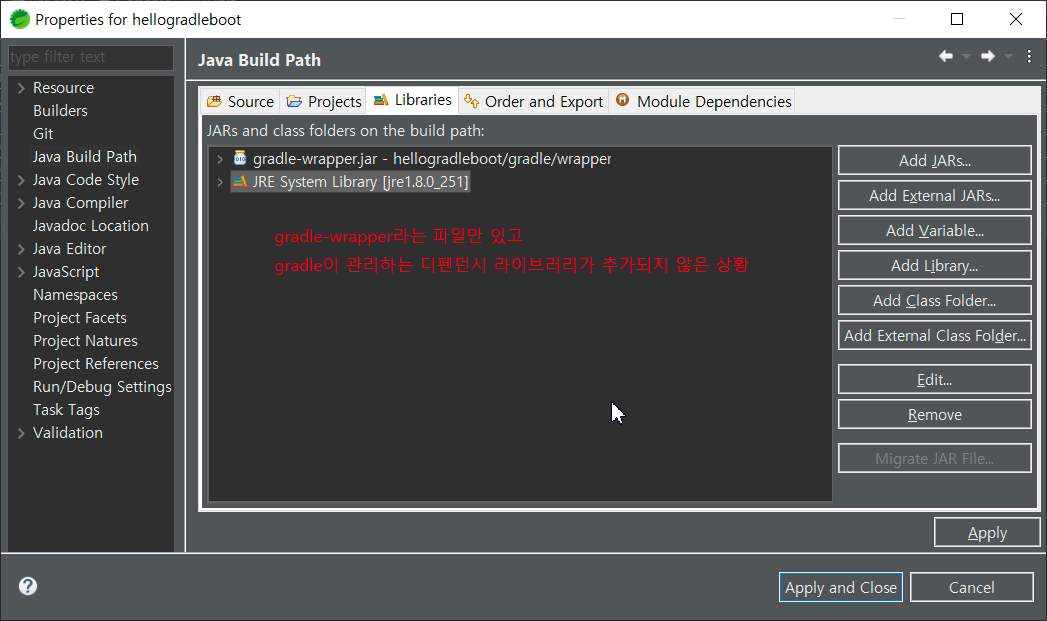 Properties for hellogradleboot
type filter text
Resource
Builders
Git
Java Build Path
Java Code Style
Java Compiler
Javadoc Location
Java Editor
JavaScript
Namespaces
Project Facets
Project Natures
Project References
Run/Debug Settings
Task Tags
Validation
Java Build Path
Source Projects Libraries Order and Export Module Dependencies
JARs and class folders on the build path:
gradle-wrapper.jar - hellogradleboot/gradle/wrapper
JRE System Library [jre1.8.0_251]
gradle-wrapper라는 파일만 있고
gradle이 관리하는 디펜던시 라이브러리가 추가되지 않은 상황
Add JARs...
Add External JARs...
Add Variable...
Add Library...
Add Class Folder...
Add External Class Folder...
Edit...
Remove
Migrate JAR File...
Apply
Apply and Close Cancel